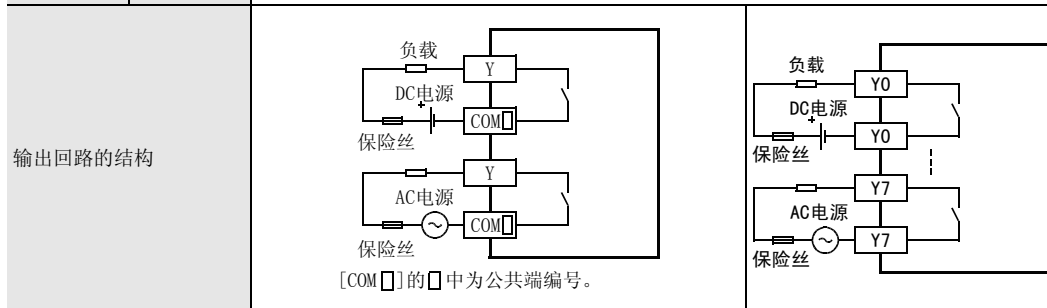 输出回路的结构
负载
Y
DC电源
+
COM□
保险丝
Y
AC电源
COM□
保险丝
[COM□]的□中为公共端编号。
负载
Y0
DC电源
+
Y0
保险丝
Y7
AC电源
Y7
保险丝